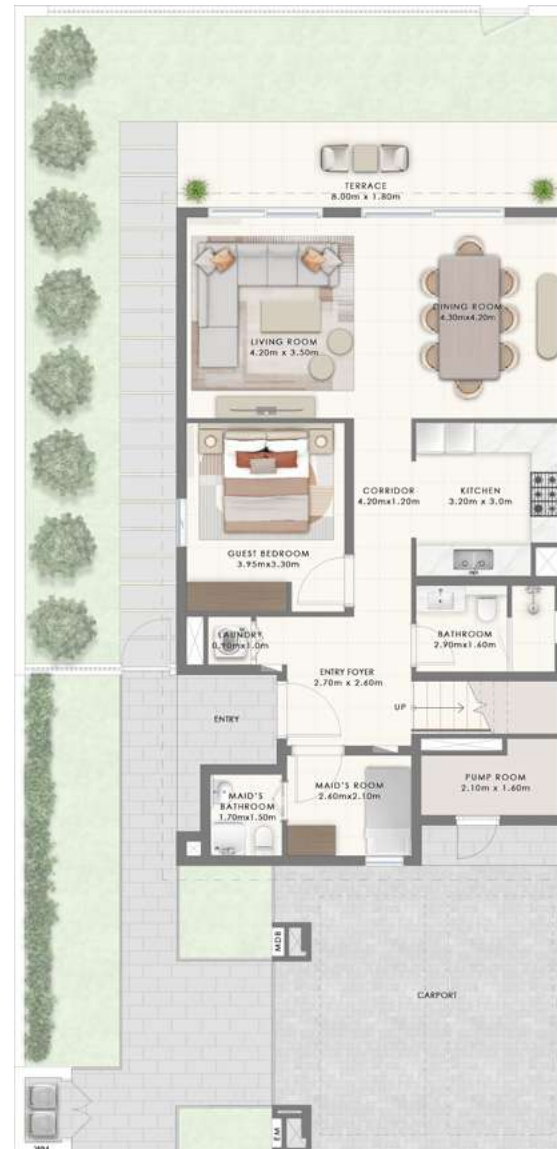 TERRACE
8.00m x 1.80m
DINING ROOM
4.30mx4.20m
LIVING ROOM
4.20m x 3.50m
CORRIDOR
4.20mx1.20m
KITCHEN
3.20m x 3.0m
GUEST BEDROOM
3.95mx3.30m
LAUNDRY
0.90mx1.0m
BATHROOM
2.90mx1.60m
ENTRY FOYER
2.70m x 2.60m
UP
ENTRY
MAID'S
BATHROOM
1.70mx1.50m
MAID'S ROOM
2.60mx2.10m
PUMP ROOM
2.10m x 1.60m
MDB
CARPORT
EM